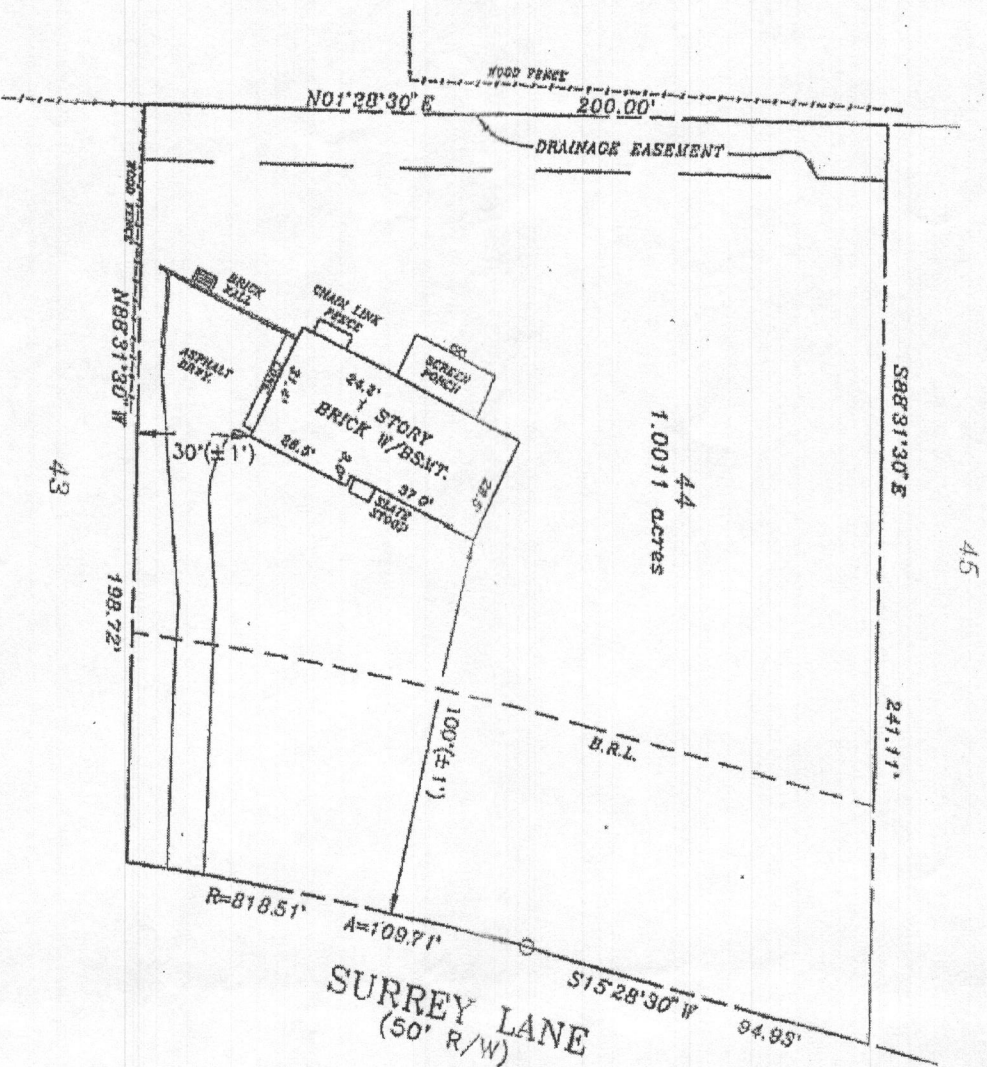 WOOD FENCE
N01°28'30" E 200.00'
DRAINAGE EASEMENT
WOOD FENCE
N88°31'30" W
198.72'
BRICK
WALL
CHAIN LINK
FENCE
SCREEN
PORCH
ASPHALT
CONC.
24.2'
1 STORY
BRICK W/BSMT.
37.0'
SLATE
STOOP
30'(± 1')
44
1.0011 acres
S88°31'30" E
241.11'
43
45
B.R.L.
100'(± 1')
R=818.51'
A=109.71'
S15°28'30" W
94.95'
SURREY LANE
(50' R/W)